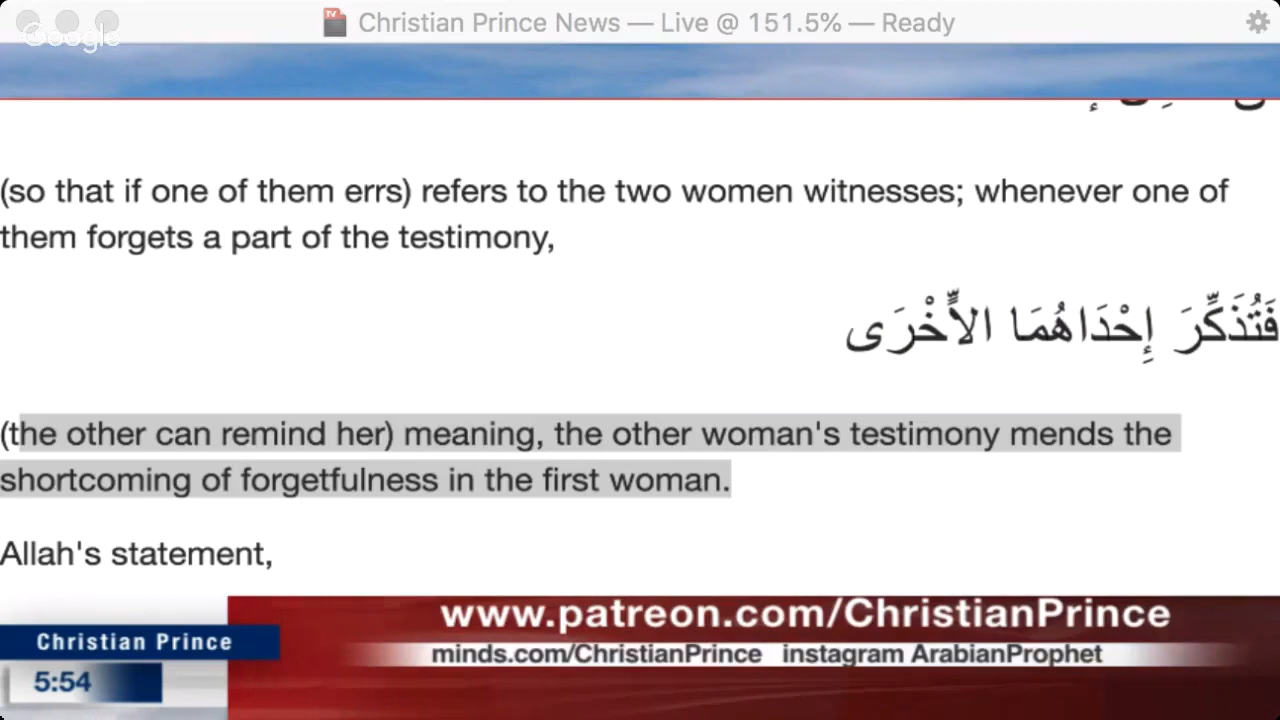 Christian Prince News — Live @ 151.5% — Ready
Google
(so that if one of them errs) refers to the two women witnesses; whenever one of
them forgets a part of the testimony,
فَتُذَكِّرَ إِحْدَاهُمَا الاٍّخْرَى
(the other can remind her) meaning, the other woman's testimony mends the
shortcoming of forgetfulness in the first woman.
Allah's statement,
www.patreon.com/ChristianPrince
Christian Prince
minds.com/ChristianPrince instagram ArabianProphet
5:54